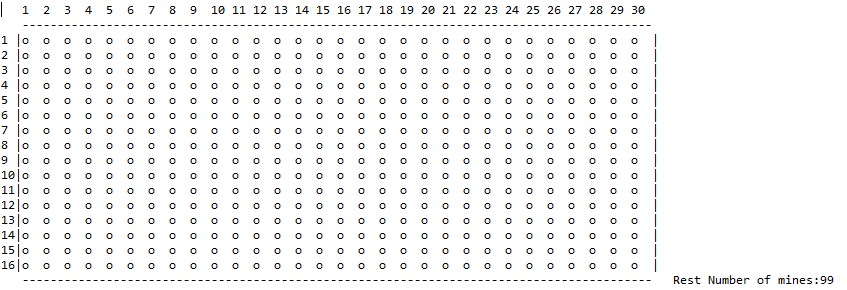 1 2 3 4 5 6 7 8 9 10 11 12 13 14 15 16 17 18 19 20 21 22 23 24 25 26 27 28 29 30
------------------------------------------------------------------------------------------
1 |o o o o o o o o o o o o o o o o o o o o o o o o o o o o o o |
2 |o o o o o o o o o o o o o o o o o o o o o o o o o o o o o o |
3 |o o o o o o o o o o o o o o o o o o o o o o o o o o o o o o |
4 |o o o o o o o o o o o o o o o o o o o o o o o o o o o o o o |
5 |o o o o o o o o o o o o o o o o o o o o o o o o o o o o o o |
6 |o o o o o o o o o o o o o o o o o o o o o o o o o o o o o o |
7 |o o o o o o o o o o o o o o o o o o o o o o o o o o o o o o |
8 |o o o o o o o o o o o o o o o o o o o o o o o o o o o o o o |
9 |o o o o o o o o o o o o o o o o o o o o o o o o o o o o o o |
10|o o o o o o o o o o o o o o o o o o o o o o o o o o o o o o |
11|o o o o o o o o o o o o o o o o o o o o o o o o o o o o o o |
12|o o o o o o o o o o o o o o o o o o o o o o o o o o o o o o |
13|o o o o o o o o o o o o o o o o o o o o o o o o o o o o o o |
14|o o o o o o o o o o o o o o o o o o o o o o o o o o o o o o |
15|o o o o o o o o o o o o o o o o o o o o o o o o o o o o o o |
16|o o o o o o o o o o o o o o o o o o o o o o o o o o o o o o |
------------------------------------------------------------------------------------------ Rest Number of mines:99